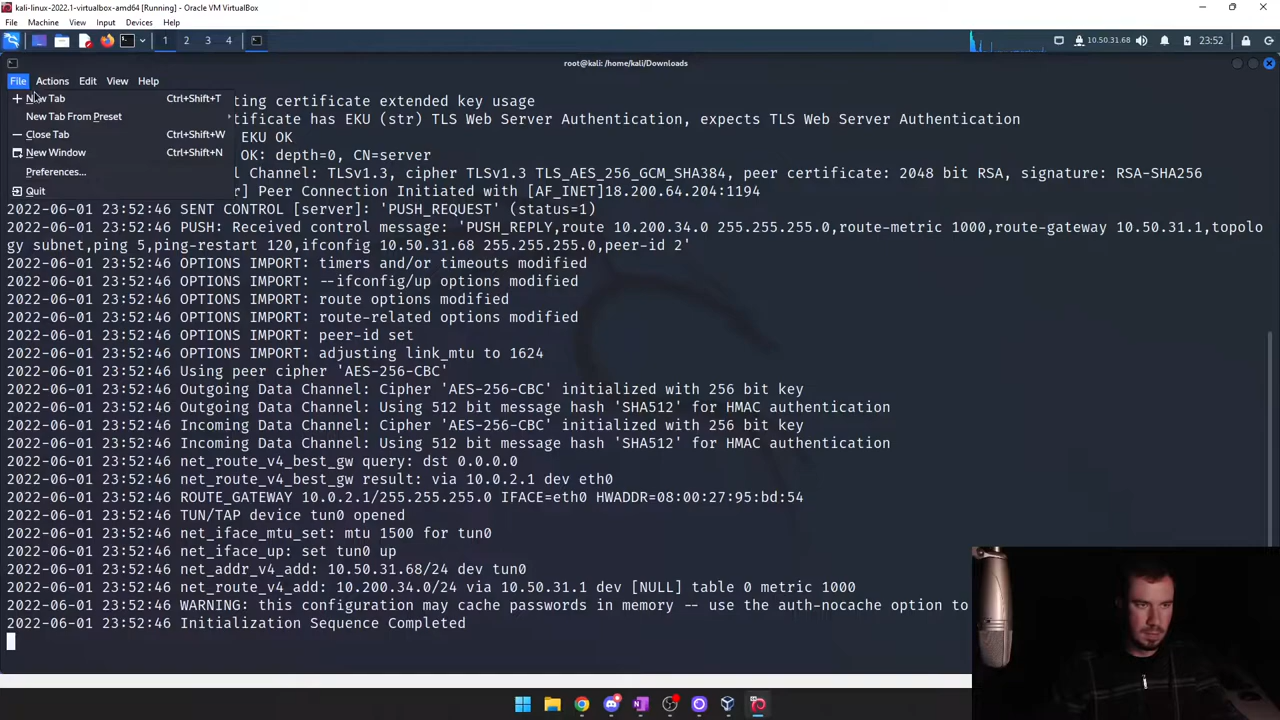 kali-linux-2022.1-virtualbox-amd64 [Running] - Oracle VM VirtualBox
File Machine View Input Devices Help
1 2 3 4 10.50.31.68 23:52
root@kali: /home/kali/Downloads
File Actions Edit View Help
New Tab Ctrl+Shift+T
New Tab From Preset
Close Tab Ctrl+Shift+W
New Window Ctrl+Shift+N
Preferences...
Quit
ting certificate extended key usage
tificate has EKU (str) TLS Web Server Authentication, expects TLS Web Server Authentication
EKU OK
OK: depth=0, CN=server
Channel: TLSv1.3, cipher TLSv1.3 TLS_AES_256_GCM_SHA384, peer certificate: 2048 bit RSA, signature: RSA-SHA256
] Peer Connection Initiated with [AF_INET]18.200.64.204:1194
2022-06-01 23:52:46 SENT CONTROL [server]: 'PUSH_REQUEST' (status=1)
2022-06-01 23:52:46 PUSH: Received control message: 'PUSH_REPLY,route 10.200.34.0 255.255.255.0,route-metric 1000,route-gateway 10.50.31.1,topolo
gy subnet,ping 5,ping-restart 120,ifconfig 10.50.31.68 255.255.255.0,peer-id 2'
2022-06-01 23:52:46 OPTIONS IMPORT: timers and/or timeouts modified
2022-06-01 23:52:46 OPTIONS IMPORT: --ifconfig/up options modified
2022-06-01 23:52:46 OPTIONS IMPORT: route options modified
2022-06-01 23:52:46 OPTIONS IMPORT: route-related options modified
2022-06-01 23:52:46 OPTIONS IMPORT: peer-id set
2022-06-01 23:52:46 OPTIONS IMPORT: adjusting link_mtu to 1624
2022-06-01 23:52:46 Using peer cipher 'AES-256-CBC'
2022-06-01 23:52:46 Outgoing Data Channel: Cipher 'AES-256-CBC' initialized with 256 bit key
2022-06-01 23:52:46 Outgoing Data Channel: Using 512 bit message hash 'SHA512' for HMAC authentication
2022-06-01 23:52:46 Incoming Data Channel: Cipher 'AES-256-CBC' initialized with 256 bit key
2022-06-01 23:52:46 Incoming Data Channel: Using 512 bit message hash 'SHA512' for HMAC authentication
2022-06-01 23:52:46 net_route_v4_best_gw query: dst 0.0.0.0
2022-06-01 23:52:46 net_route_v4_best_gw result: via 10.0.2.1 dev eth0
2022-06-01 23:52:46 ROUTE_GATEWAY 10.0.2.1/255.255.255.0 IFACE=eth0 HWADDR=08:00:27:95:bd:54
2022-06-01 23:52:46 TUN/TAP device tun0 opened
2022-06-01 23:52:46 net_iface_mtu_set: mtu 1500 for tun0
2022-06-01 23:52:46 net_iface_up: set tun0 up
2022-06-01 23:52:46 net_addr_v4_add: 10.50.31.68/24 dev tun0
2022-06-01 23:52:46 net_route_v4_add: 10.200.34.0/24 via 10.50.31.1 dev [NULL] table 0 metric 1000
2022-06-01 23:52:46 WARNING: this configuration may cache passwords in memory -- use the auth-nocache option to
2022-06-01 23:52:46 Initialization Sequence Completed